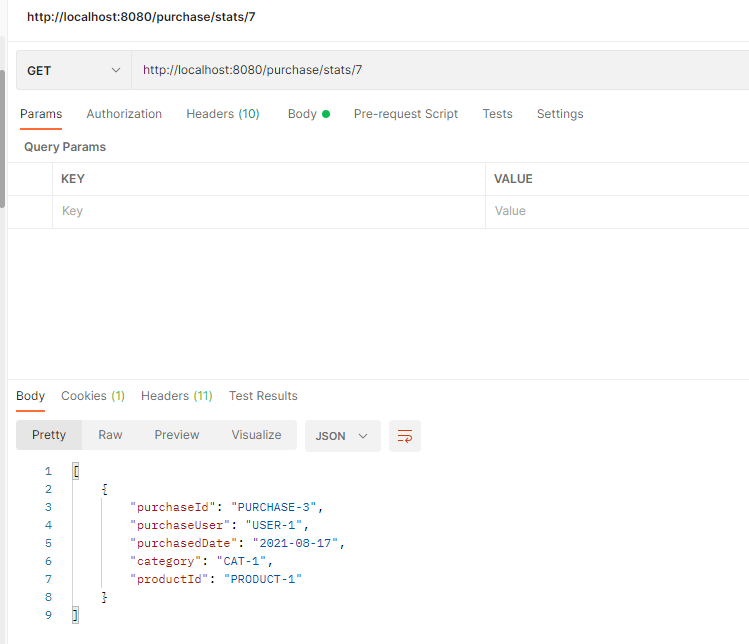 http://localhost:8080/purchase/stats/7
GET http://localhost:8080/purchase/stats/7
Params Authorization Headers (10) Body Pre-request Script Tests Settings
Query Params
KEY VALUE
Key Value
Body Cookies (1) Headers (11) Test Results
Pretty Raw Preview Visualize JSON
1 [
2 {
3 "purchaseId": "PURCHASE-3",
4 "purchaseUser": "USER-1",
5 "purchasedDate": "2021-08-17",
6 "category": "CAT-1",
7 "productId": "PRODUCT-1"
8 }
9 ]